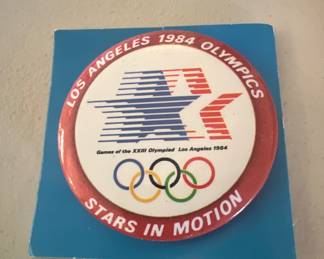 LOS ANGELES 1984 OLYMPICS
Games of the XXIII Olympiad Los Angeles 1984
STARS IN MOTION